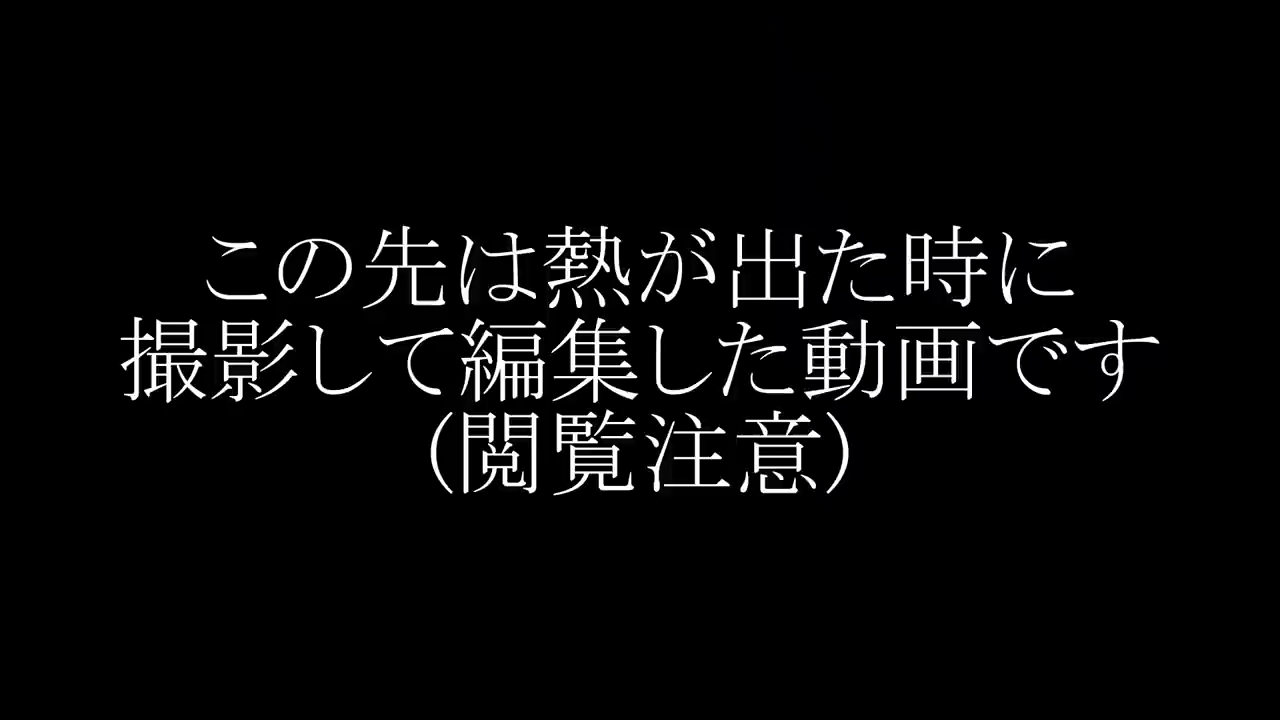 この先は熱が出た時に
撮影して編集した動画です
(閲覧注意)